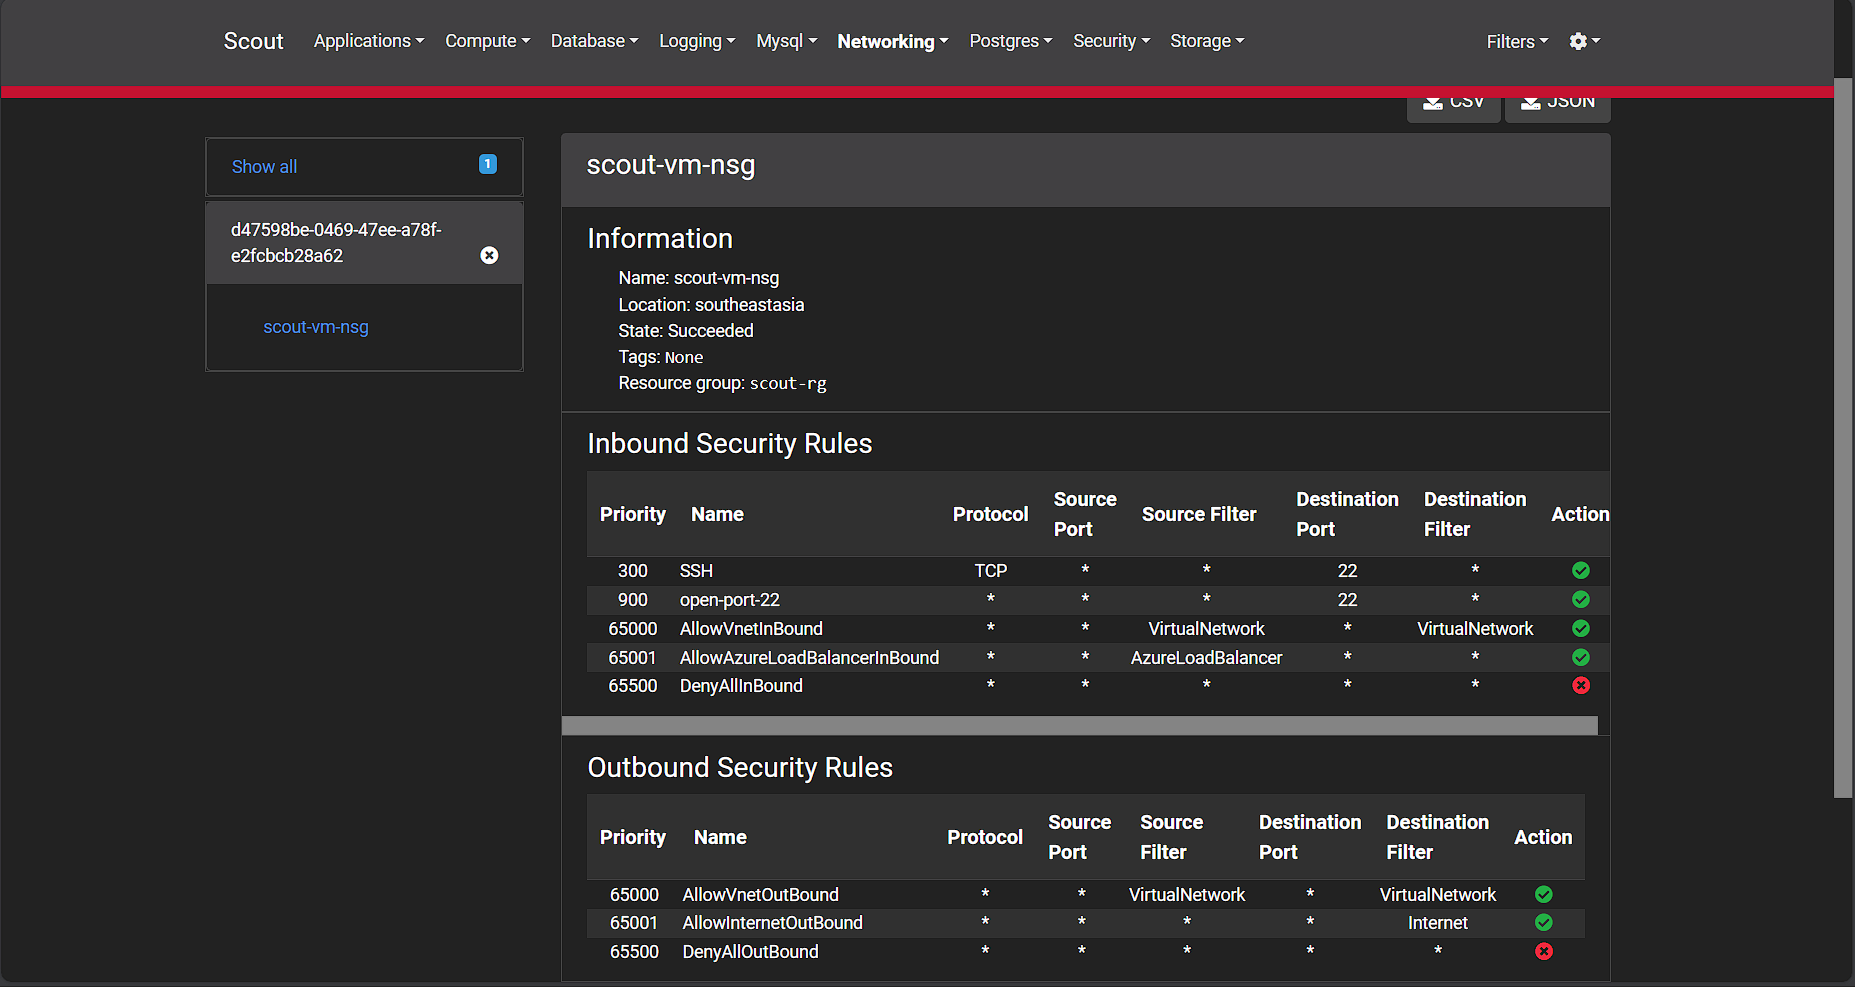 Scout Applications Compute Database Logging Mysql Networking Postgres Security Storage Filters
CSV JSON
Show all 1
d47598be-0469-47ee-a78f-
e2fcbcb28a62
scout-vm-nsg
scout-vm-nsg
Information
Name: scout-vm-nsg
Location: southeastasia
State: Succeeded
Tags: None
Resource group: scout-rg
Inbound Security Rules
Priority Name Protocol Source Port Source Filter Destination Port Destination Filter Action
300 SSH TCP * * 22 *
900 open-port-22 * * * 22 *
65000 AllowVnetInBound * * VirtualNetwork * VirtualNetwork
65001 AllowAzureLoadBalancerInBound * * AzureLoadBalancer * *
65500 DenyAllInBound * * * * *
Outbound Security Rules
Priority Name Protocol Source Port Source Filter Destination Port Destination Filter Action
65000 AllowVnetOutBound * * VirtualNetwork * VirtualNetwork
65001 AllowInternetOutBound * * * * Internet
65500 DenyAllOutBound * * * * *